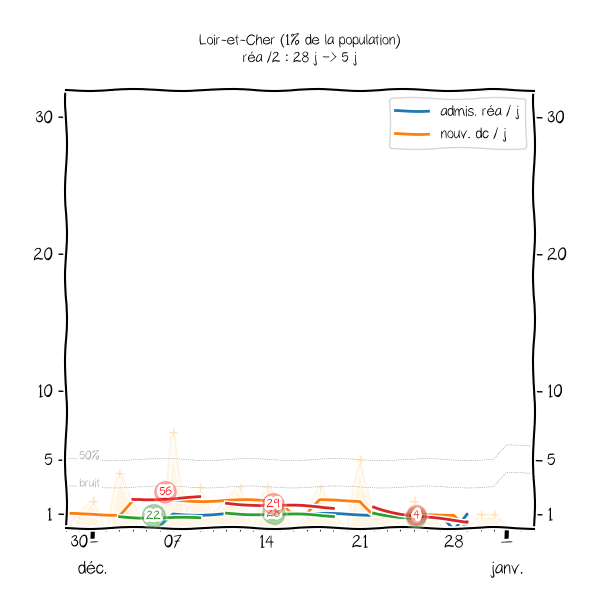 Loir-et-Cher (1% de la population)
réa /2 : 28 j -> 5 j
admis. réa / j
nouv. dc / j
30 30
20 20
10 10
50%
5 5
bruit
56
29
4
22
1 1
30 07 14 21 28
déc. janv.